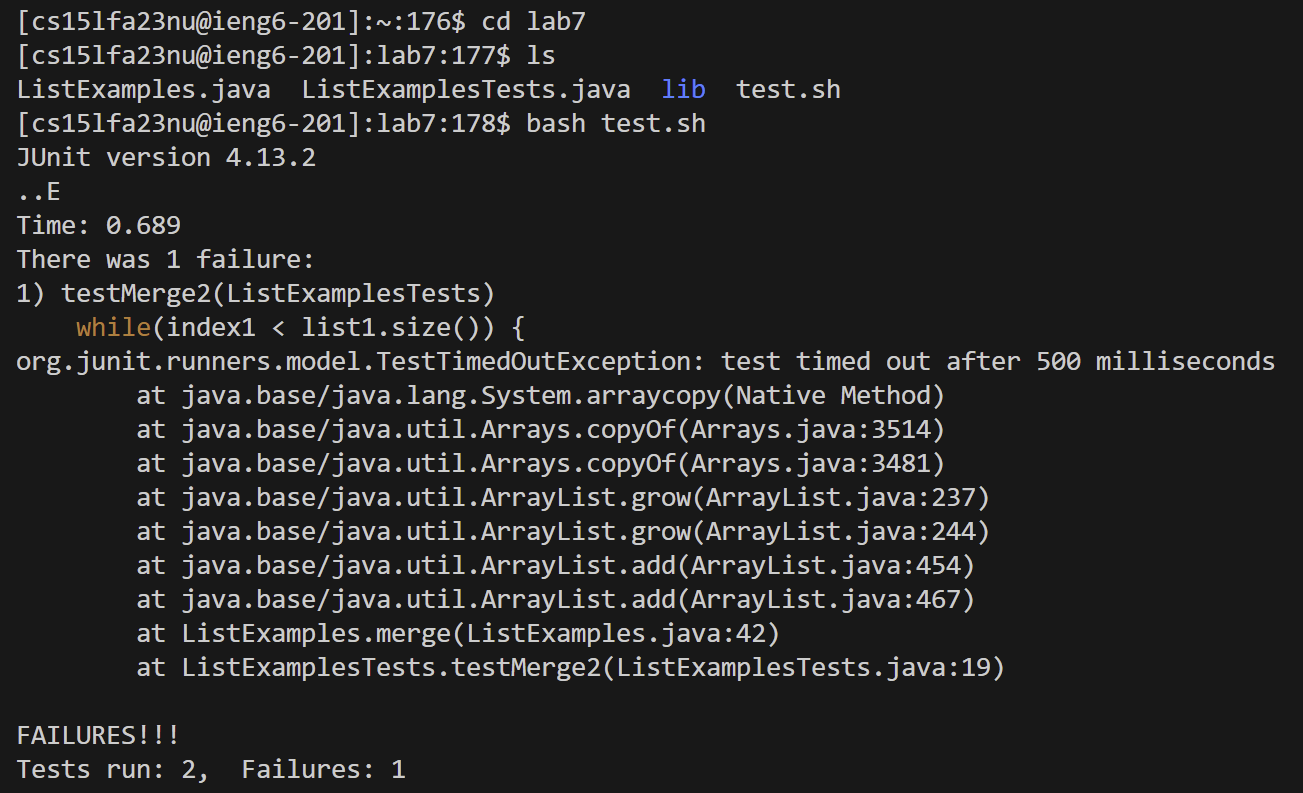 [cs15lfa23nu@ieng6-201]:~:176$ cd lab7
[cs15lfa23nu@ieng6-201]:lab7:177$ ls
ListExamples.java  ListExamplesTests.java  lib  test.sh
[cs15lfa23nu@ieng6-201]:lab7:178$ bash test.sh
JUnit version 4.13.2
..E
Time: 0.689
There was 1 failure:
1) testMerge2(ListExamplesTests)
    while(index1 < list1.size()) {
org.junit.runners.model.TestTimedOutException: test timed out after 500 milliseconds
        at java.base/java.lang.System.arraycopy(Native Method)
        at java.base/java.util.Arrays.copyOf(Arrays.java:3514)
        at java.base/java.util.Arrays.copyOf(Arrays.java:3481)
        at java.base/java.util.ArrayList.grow(ArrayList.java:237)
        at java.base/java.util.ArrayList.grow(ArrayList.java:244)
        at java.base/java.util.ArrayList.add(ArrayList.java:454)
        at java.base/java.util.ArrayList.add(ArrayList.java:467)
        at ListExamples.merge(ListExamples.java:42)
        at ListExamplesTests.testMerge2(ListExamplesTests.java:19)
FAILURES!!!
Tests run: 2,  Failures: 1